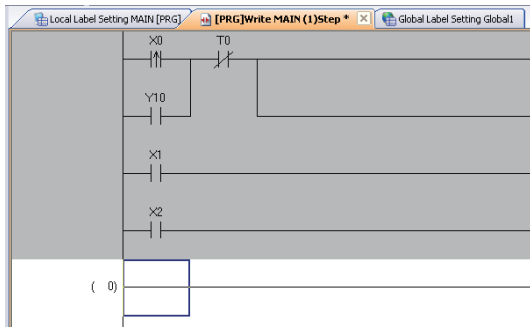 Local Label Setting MAIN [PRG] [PRG]Write MAIN (1)Step * Global Label Setting Global1
X0 T0
Y10
X1
X2
( 0)